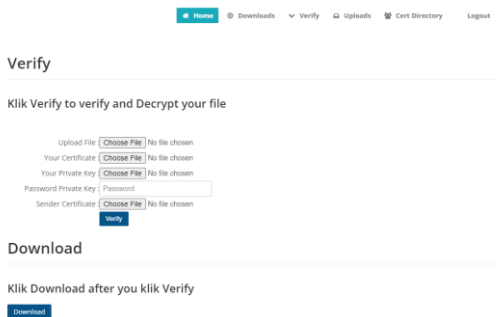 Home Downloads Verify Uploads Cert Directory Logout
Verify
Klik Verify to verify and Decrypt your file
Upload File : Choose File No file chosen
Your Certificate : Choose File No file chosen
Your Private Key : Choose File No file chosen
Password Private Key : Password
Sender Certificate : Choose File No file chosen
Verify
Download
Klik Download after you klik Verify
Download